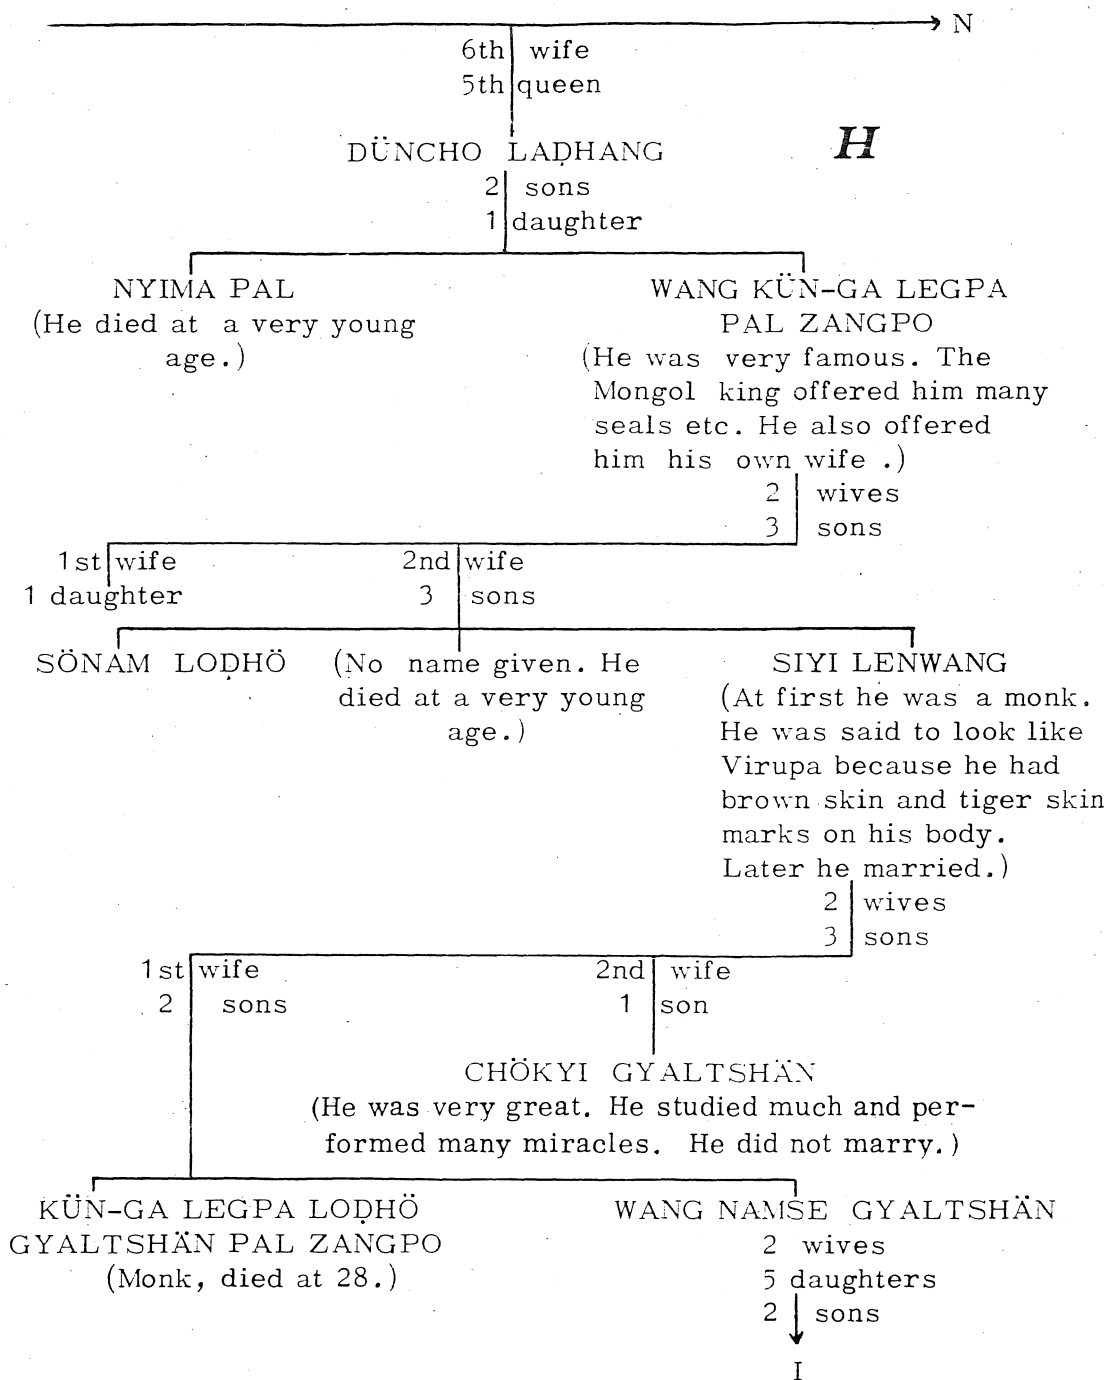 N
6th wife
5th queen
H
DÜNCHO LAḌHANG
2 sons
1 daughter
NYIMA PAL
(He died at a very young
age.)
WANG KÜN-GA LEGPA
PAL ZANGPO
(He was very famous. The
Mongol king offered him many
seals etc. He also offered
him his own wife .)
2 wives
3 sons
1st wife
1 daughter
2nd wife
3 sons
SÖNAM LOḌHÖ
(No name given. He
died at a very young
age.)
SIYI LENWANG
(At first he was a monk.
He was said to look like
Virupa because he had
brown skin and tiger skin
marks on his body.
Later he married.)
2 wives
3 sons
1st wife
2 sons
2nd wife
1 son
CHÖKYI GYALTSHÄN
(He was very great. He studied much and per-
formed many miracles. He did not marry.)
KÜN-GA LEGPA LOḌHÖ
GYALTSHÄN PAL ZANGPO
(Monk, died at 28.)
WANG NAMSE GYALTSHÄN
2 wives
5 daughters
2 sons
I